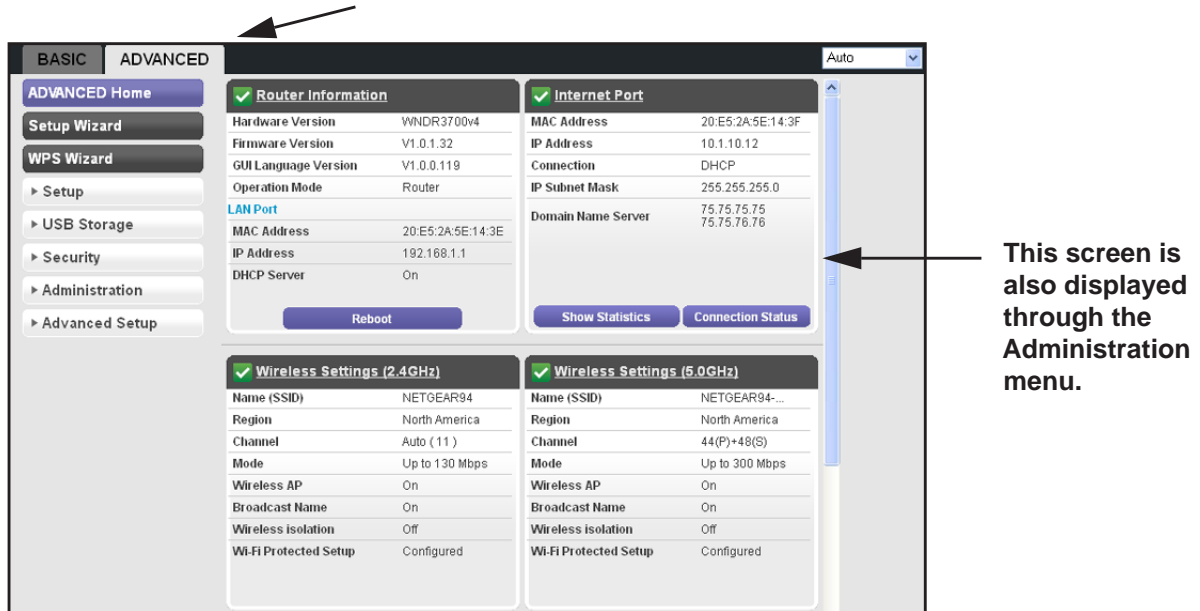 BASIC ADVANCED Auto
ADVANCED Home
Setup Wizard
WPS Wizard
Setup
USB Storage
Security
Administration
Advanced Setup
Router Information
Hardware Version WNDR3700v4
Firmware Version V1.0.1.32
GUI Language Version V1.0.0.119
Operation Mode Router
LAN Port
MAC Address 20:E5:2A:5E:14:3E
IP Address 192.168.1.1
DHCP Server On
Reboot
Internet Port
MAC Address 20:E5:2A:5E:14:3F
IP Address 10.1.10.12
Connection DHCP
IP Subnet Mask 255.255.255.0
Domain Name Server 75.75.75.75
75.75.76.76
Show Statistics Connection Status
Wireless Settings (2.4GHz)
Name (SSID) NETGEAR94
Region North America
Channel Auto ( 11 )
Mode Up to 130 Mbps
Wireless AP On
Broadcast Name On
Wireless isolation Off
Wi-Fi Protected Setup Configured
Wireless Settings (5.0GHz)
Name (SSID) NETGEAR94-...
Region North America
Channel 44(P)+48(S)
Mode Up to 300 Mbps
Wireless AP On
Broadcast Name On
Wireless isolation Off
Wi-Fi Protected Setup Configured
This screen is
also displayed
through the
Administration
menu.